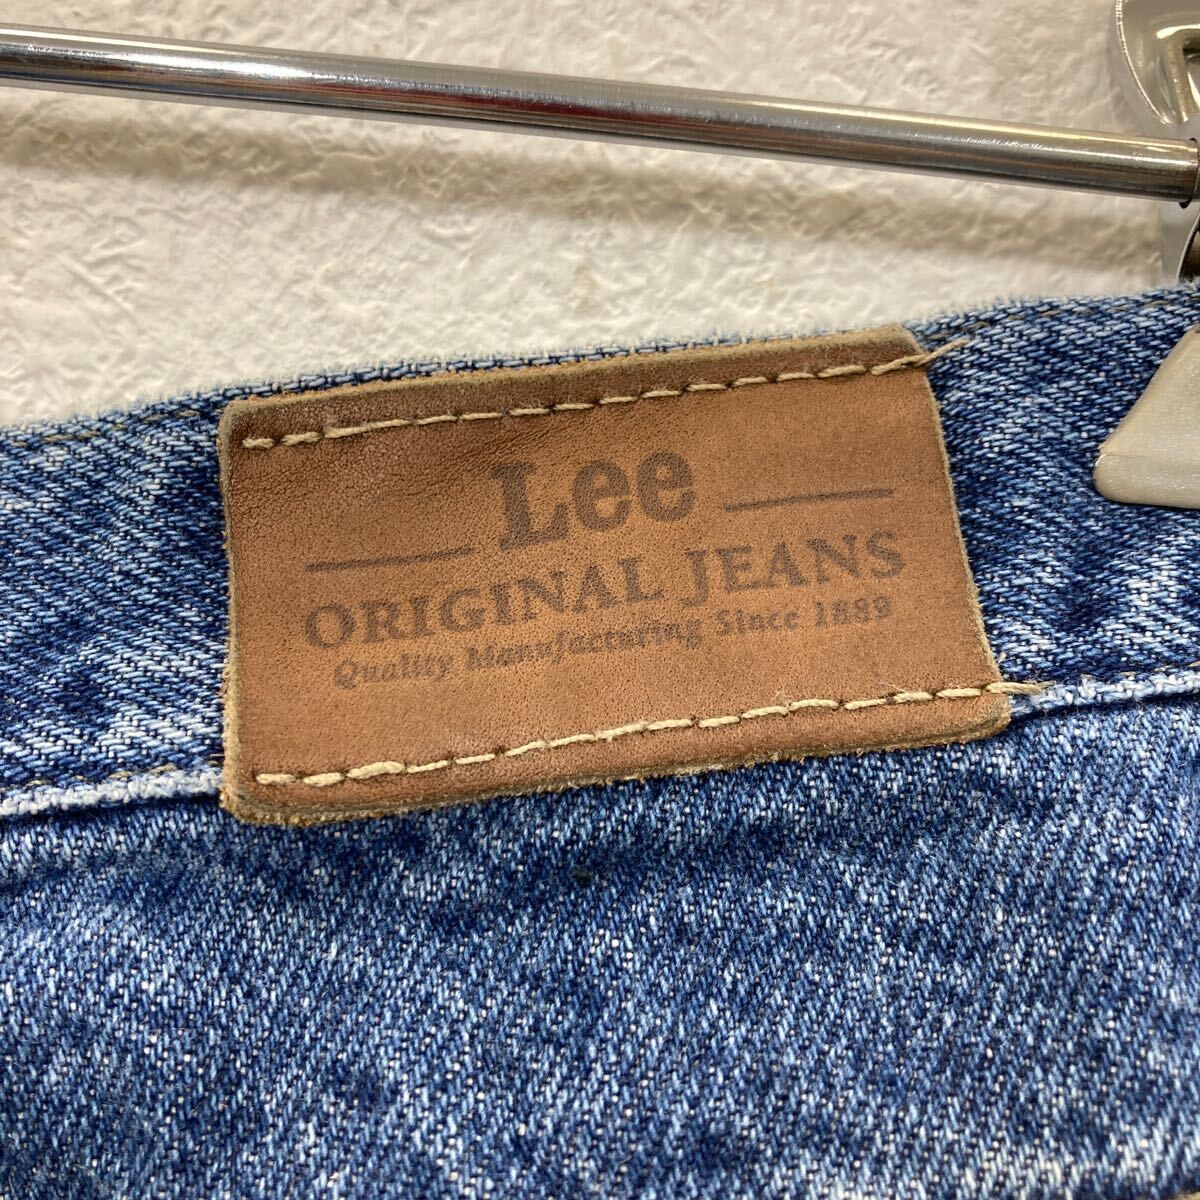 Lee
ORIGINAL JEANS
Quality Manufacturing Since 1889